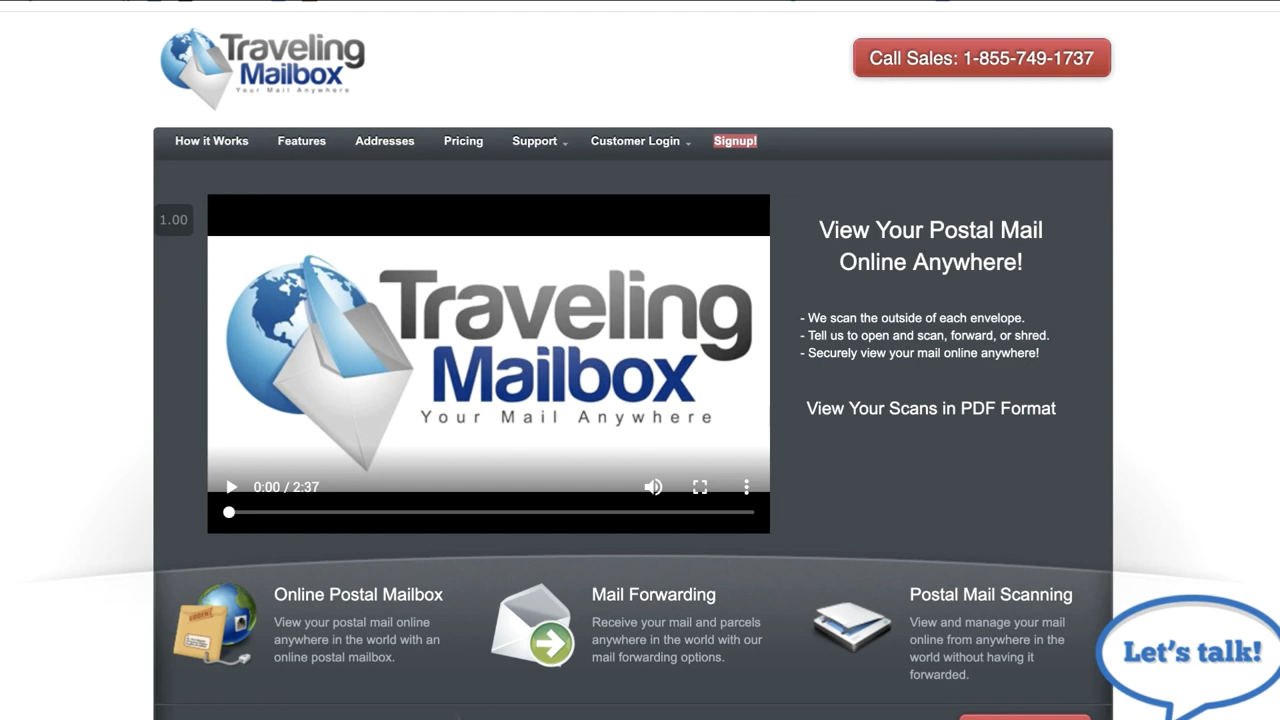 Traveling
Mailbox
Your Mail Anywhere
Call Sales: 1-855-749-1737
How it Works Features Addresses Pricing Support Customer Login Signup!
1.00
Traveling
Mailbox
Your Mail Anywhere
0:00 / 2:37
View Your Postal Mail
Online Anywhere!
- We scan the outside of each envelope.
- Tell us to open and scan, forward, or shred.
- Securely view your mail online anywhere!
View Your Scans in PDF Format
URGENT
Online Postal Mailbox
View your postal mail online
anywhere in the world with an
online postal mailbox.
Mail Forwarding
Receive your mail and parcels
anywhere in the world with our
mail forwarding options.
Postal Mail Scanning
View and manage your mail
online from anywhere in the
world without having it
forwarded.
Let's talk!